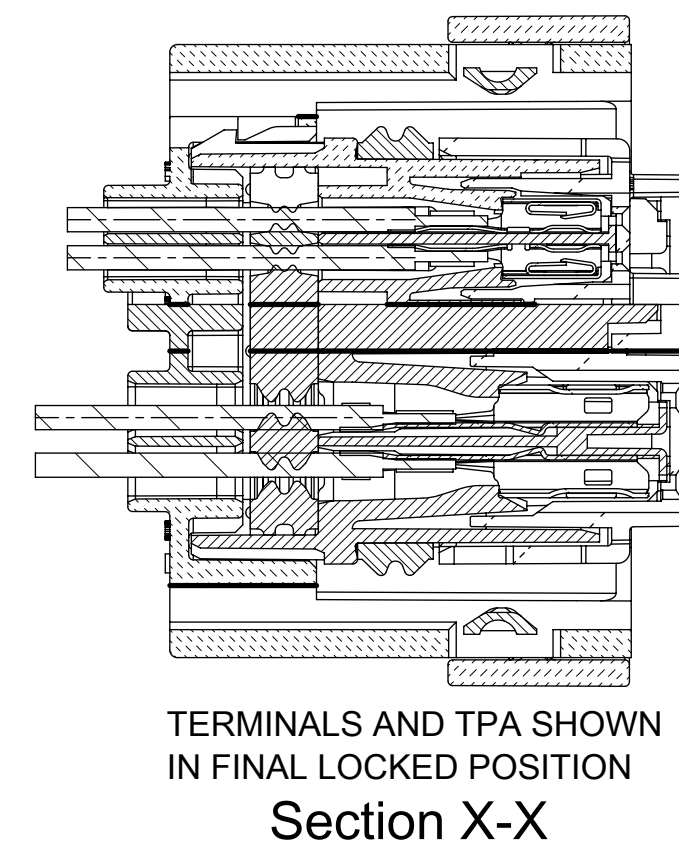 TERMINALS AND TPA SHOWN
IN FINAL LOCKED POSITION
Section X-X